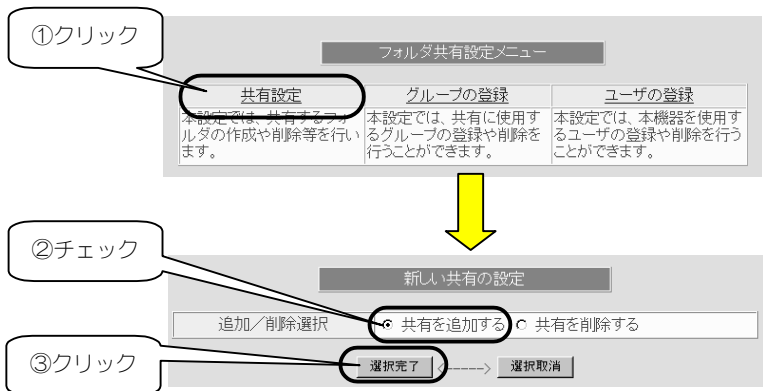 ①クリック
フォルダ共有設定メニュー
共有設定 グループの登録 ユーザの登録
本設定では、共有するフォルダの作成や削除等を行います。
本設定では、共有に使用するグループの登録や削除を行うことができます。
本設定では、本機器を使用するユーザの登録や削除を行うことができます。
②チェック
新しい共有の設定
追加／削除選択 共有を追加する 共有を削除する
③クリック
選択完了 <-----> 選択取消